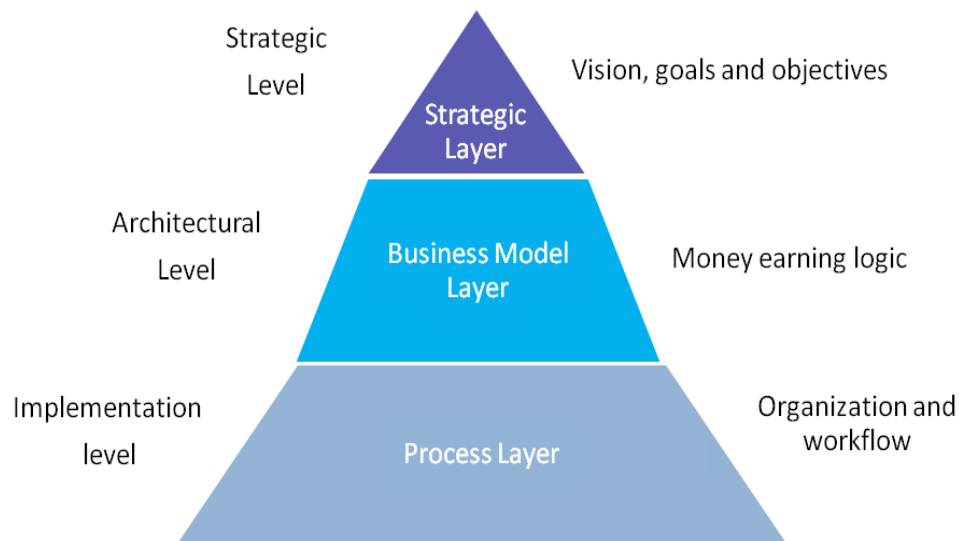 Strategic
Level
Strategic
Layer
Vision, goals and objectives
Architectural
Level
Business Model
Layer
Money earning logic
Implementation
level
Process Layer
Organization and
workflow